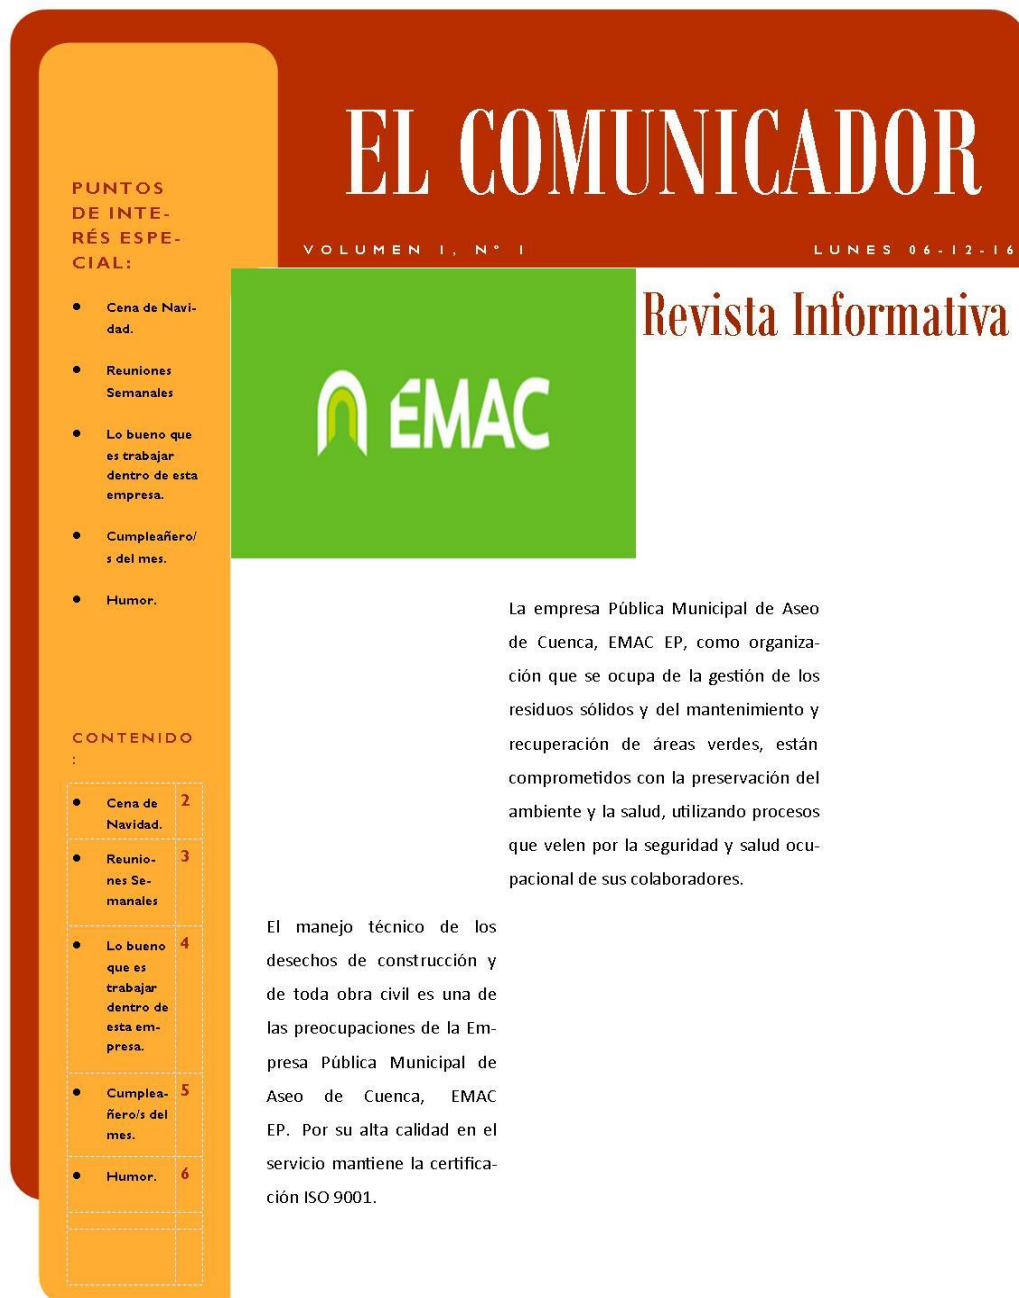 EL COMUNICADOR
VOLUMEN I, Nº 1
LUNES 06-12-16
PUNTOS
DE INTE-
RÉS ESPE-
CIAL:
• Cena de Navi-
dad.
• Reuniones
Semanales
• Lo bueno que
es trabajar
dentro de esta
empresa.
• Cumpleañero/
s del mes.
• Humor.
CONTENIDO
:
• Cena de 2
Navidad.
• Reunio- 3
nes Se-
manales
• Lo bueno 4
que es
trabajar
dentro de
esta em-
presa.
• Cumplea- 5
ñero/s del
mes.
• Humor. 6
Revista Informativa
EMAC
La empresa Pública Municipal de Aseo
de Cuenca, EMAC EP, como organiza-
ción que se ocupa de la gestión de los
residuos sólidos y del mantenimiento y
recuperación de áreas verdes, están
comprometidos con la preservación del
ambiente y la salud, utilizando procesos
que velen por la seguridad y salud ocu-
pacional de sus colaboradores.
El manejo técnico de los
desechos de construcción y
de toda obra civil es una de
las preocupaciones de la Em-
presa Pública Municipal de
Aseo de Cuenca, EMAC
EP. Por su alta calidad en el
servicio mantiene la certifica-
ción ISO 9001.